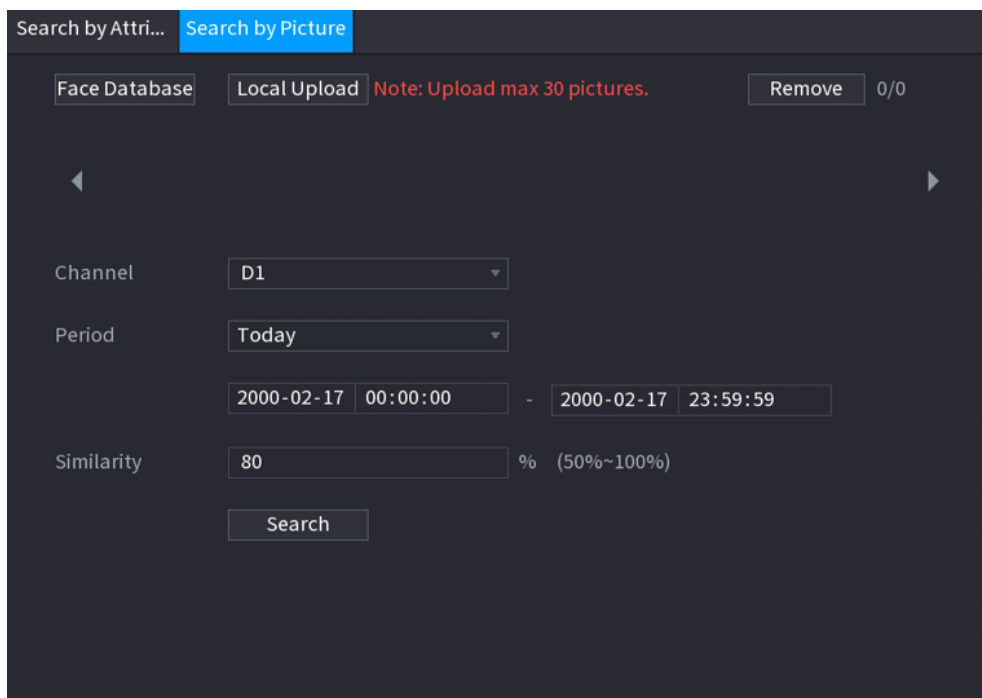 Search by Attri... Search by Picture
Face Database Local Upload Note: Upload max 30 pictures. Remove 0/0
Channel D1
Period Today
2000-02-17 00:00:00 - 2000-02-17 23:59:59
Similarity 80 % (50%~100%)
Search